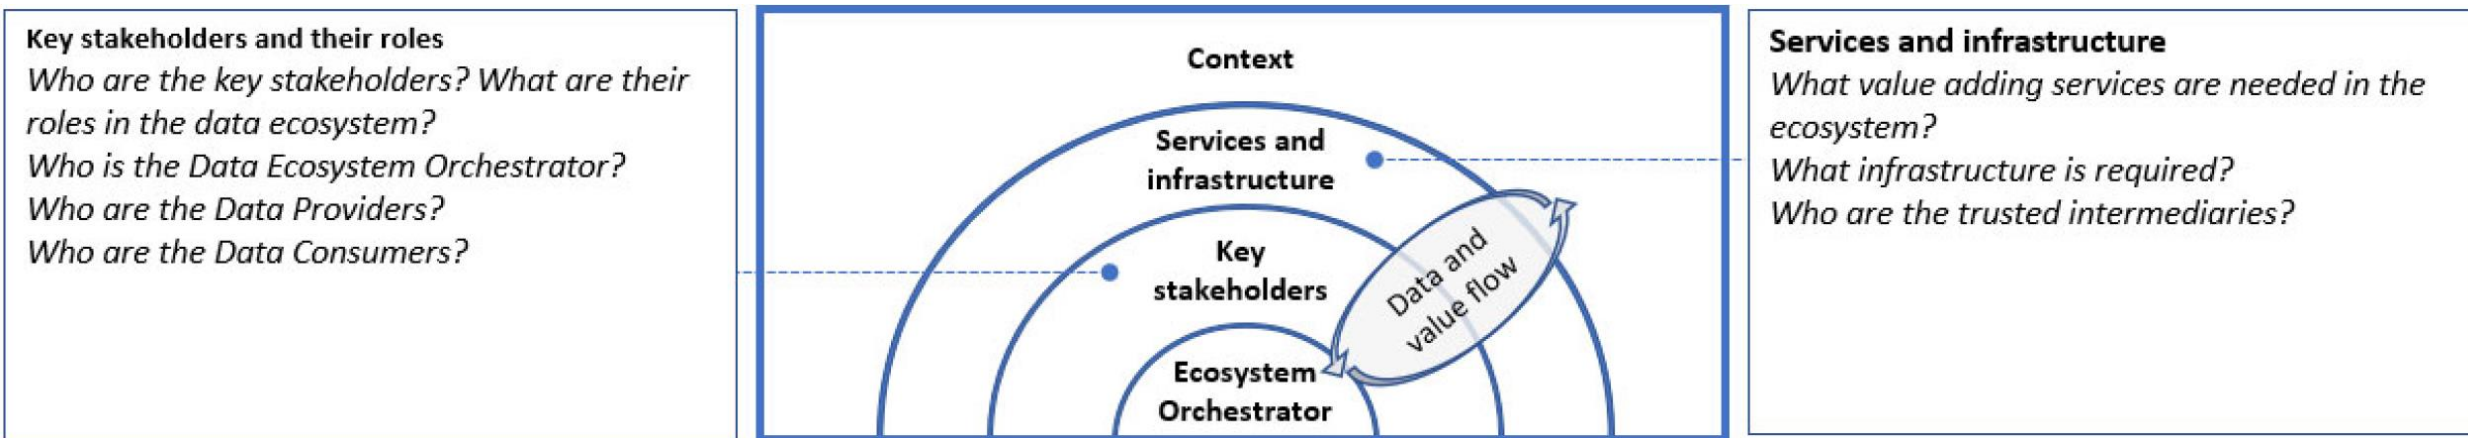 Key stakeholders and their roles
Who are the key stakeholders? What are their
roles in the data ecosystem?
Who is the Data Ecosystem Orchestrator?
Who are the Data Providers?
Who are the Data Consumers?
Context
Services and
infrastructure
Key
stakeholders
Ecosystem
Orchestrator
Data and
value flow
Services and infrastructure
What value adding services are needed in the
ecosystem?
What infrastructure is required?
Who are the trusted intermediaries?